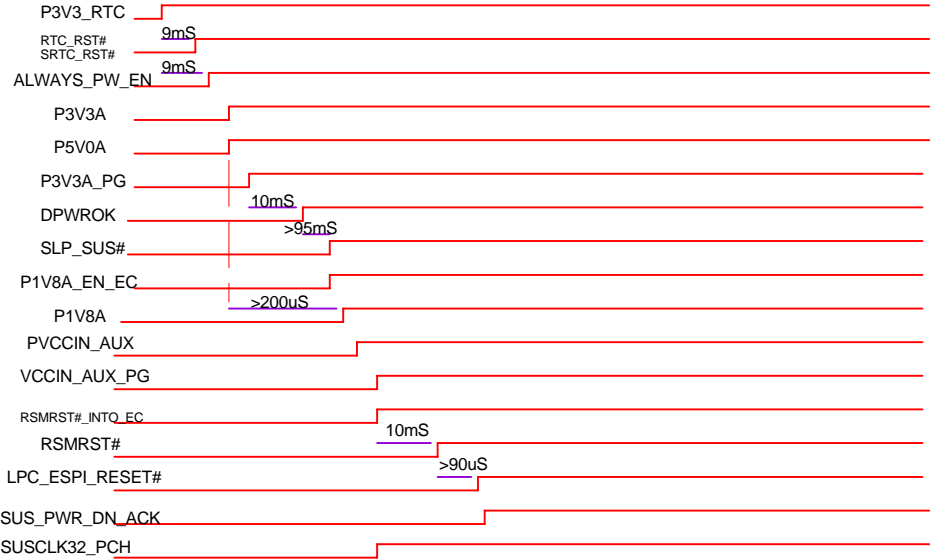 P3V3_RTC
9mS
RTC_RST#
SRTC_RST#
9mS
ALWAYS_PW_EN
P3V3A
P5V0A
P3V3A_PG
10mS
DPWROK
>95mS
SLP_SUS#
P1V8A_EN_EC
>200uS
P1V8A
PVCCIN_AUX
VCCIN_AUX_PG
RSMRST#_INTO_EC
10mS
RSMRST#
>90uS
LPC_ESPI_RESET#
SUS_PWR_DN_ACK
SUSCLK32_PCH